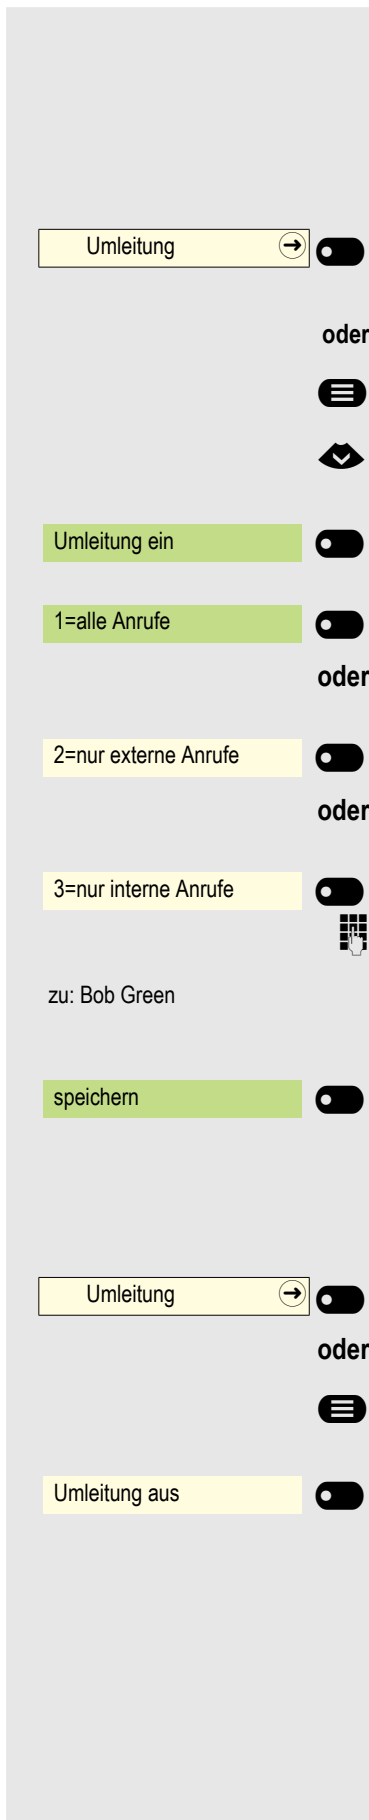 Umleitung
oder
Umleitung ein
1=alle Anrufe
oder
2=nur externe Anrufe
oder
3=nur interne Anrufe
zu: Bob Green
speichern
Umleitung
oder
Umleitung aus